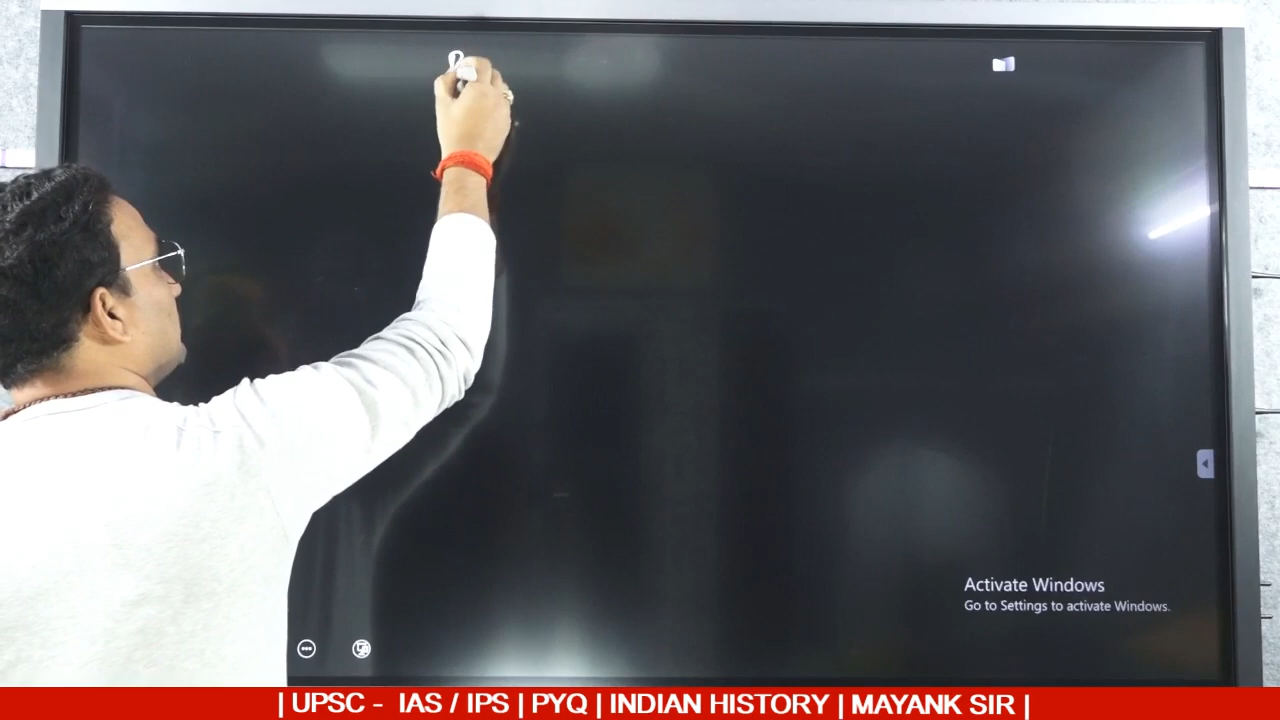 Activate Windows
Go to Settings to activate Windows.
| UPSC - IAS / IPS | PYQ | INDIAN HISTORY | MAYANK SIR |